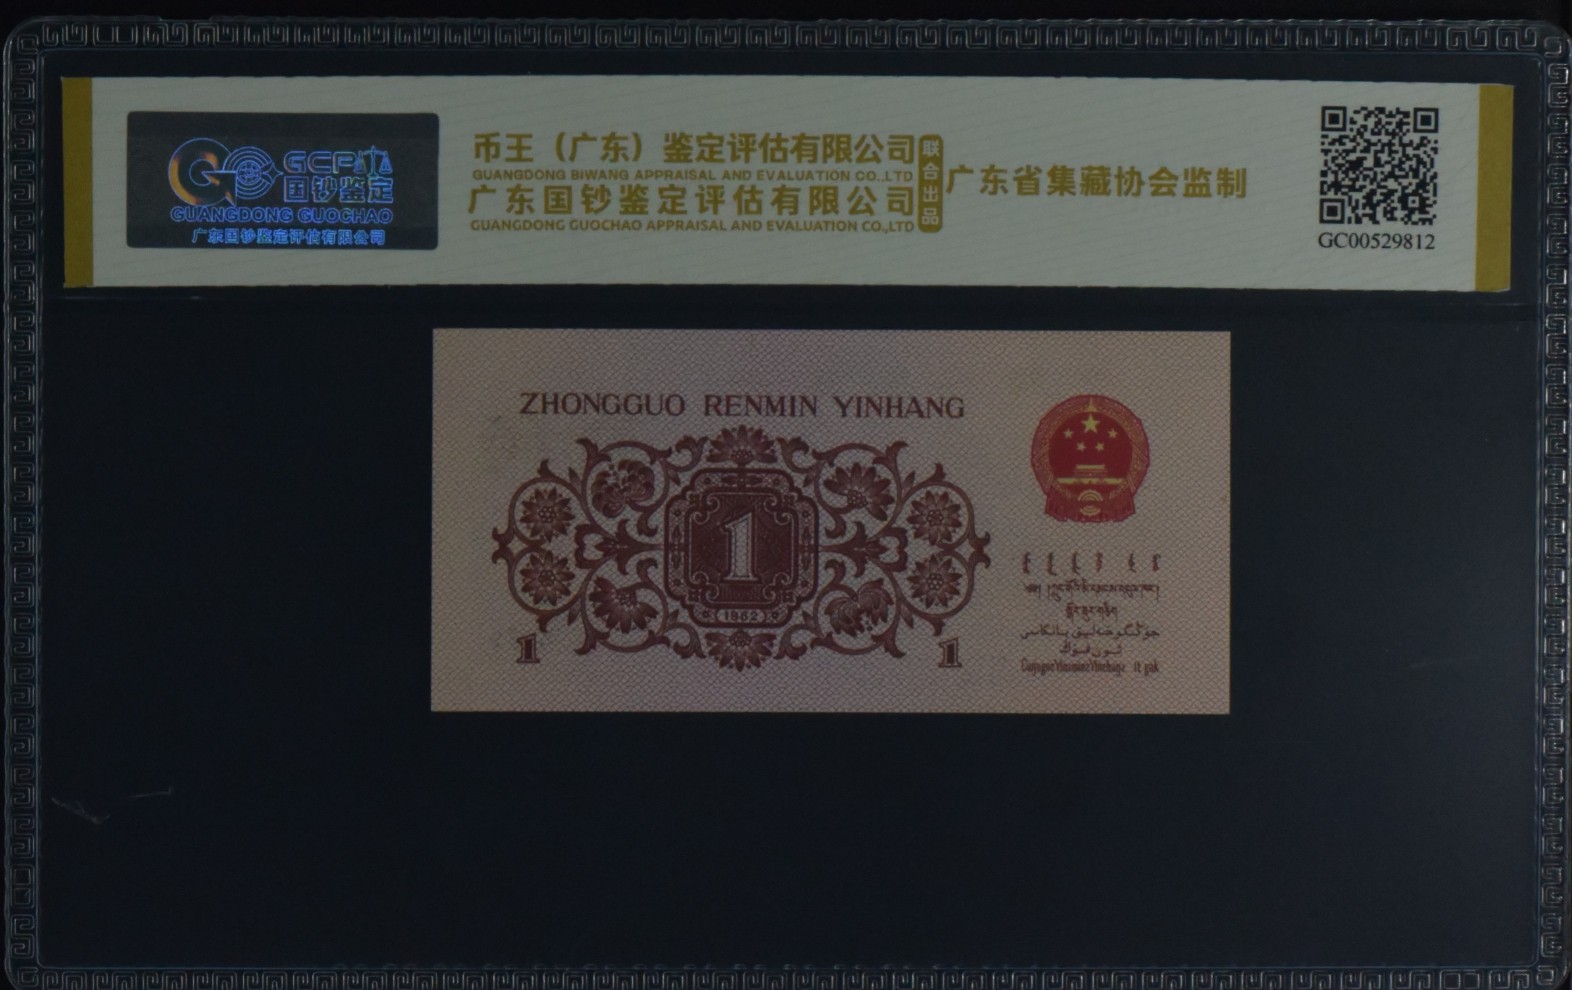 GCP
国钞鉴定
GUANGDONG GUOCHAO
广东国钞鉴定评估有限公司
币王（广东）鉴定评估有限公司
GUANGDONG BIWANG APPRAISAL AND EVALUATION CO.,LTD
广东国钞鉴定评估有限公司
GUANGDONG GUOCHAO APPRAISAL AND EVALUATION CO.,LTD
联合出品
广东省集藏协会监制
GC00529812
ZHONGGUO RENMIN YINHANG
1
1962
1
1